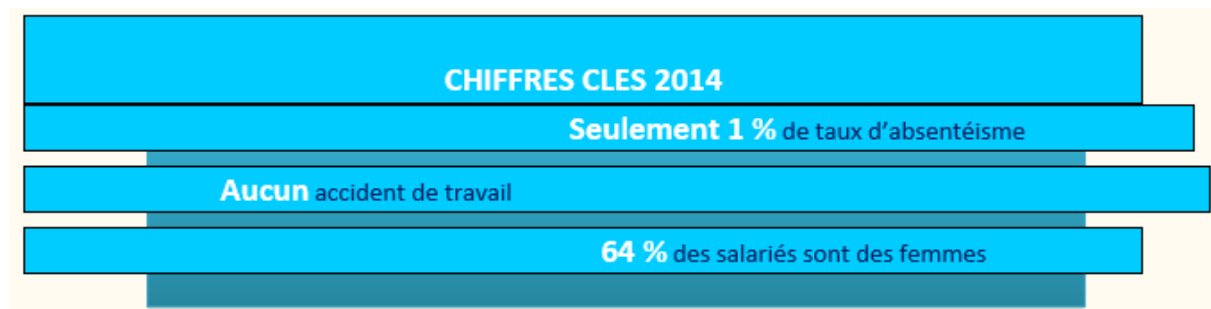 CHIFFRES CLES 2014
Seulement 1 % de taux d’absentéisme
Aucun accident de travail
64 % des salariés sont des femmes